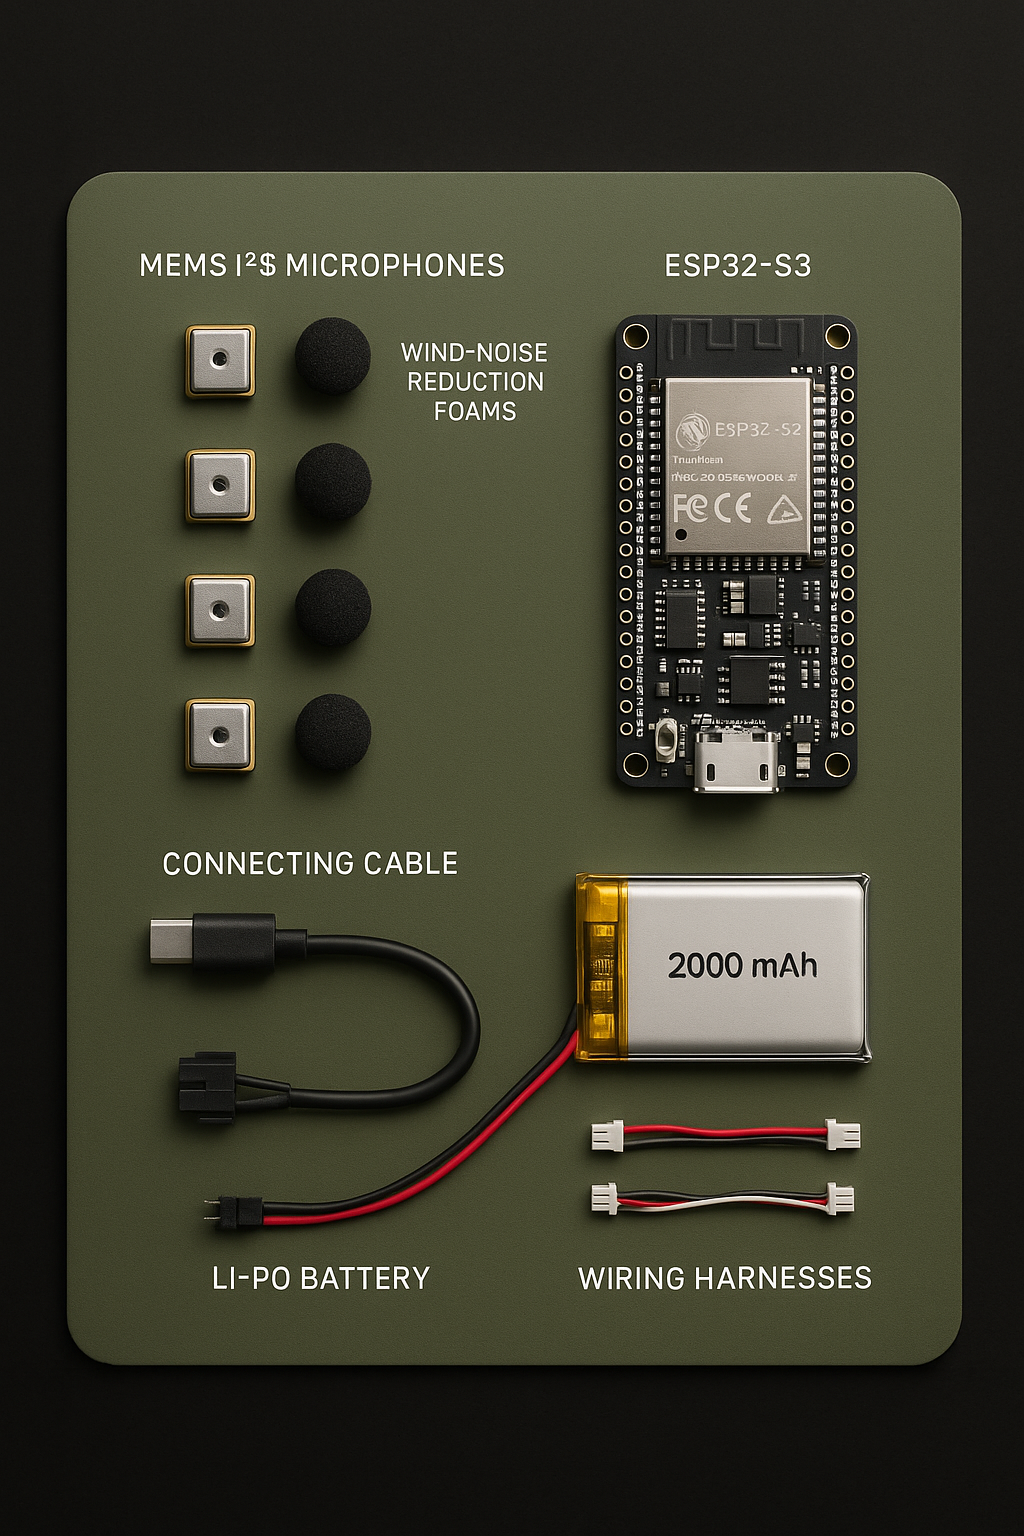 MEMS I²$ MICROPHONES
ESP32-S3
WIND-NOISE
REDUCTION
FOAMS
ESP32-S2
FC CE
CONNECTING CABLE
2000 mAh
LI-PO BATTERY
WIRING HARNESSES